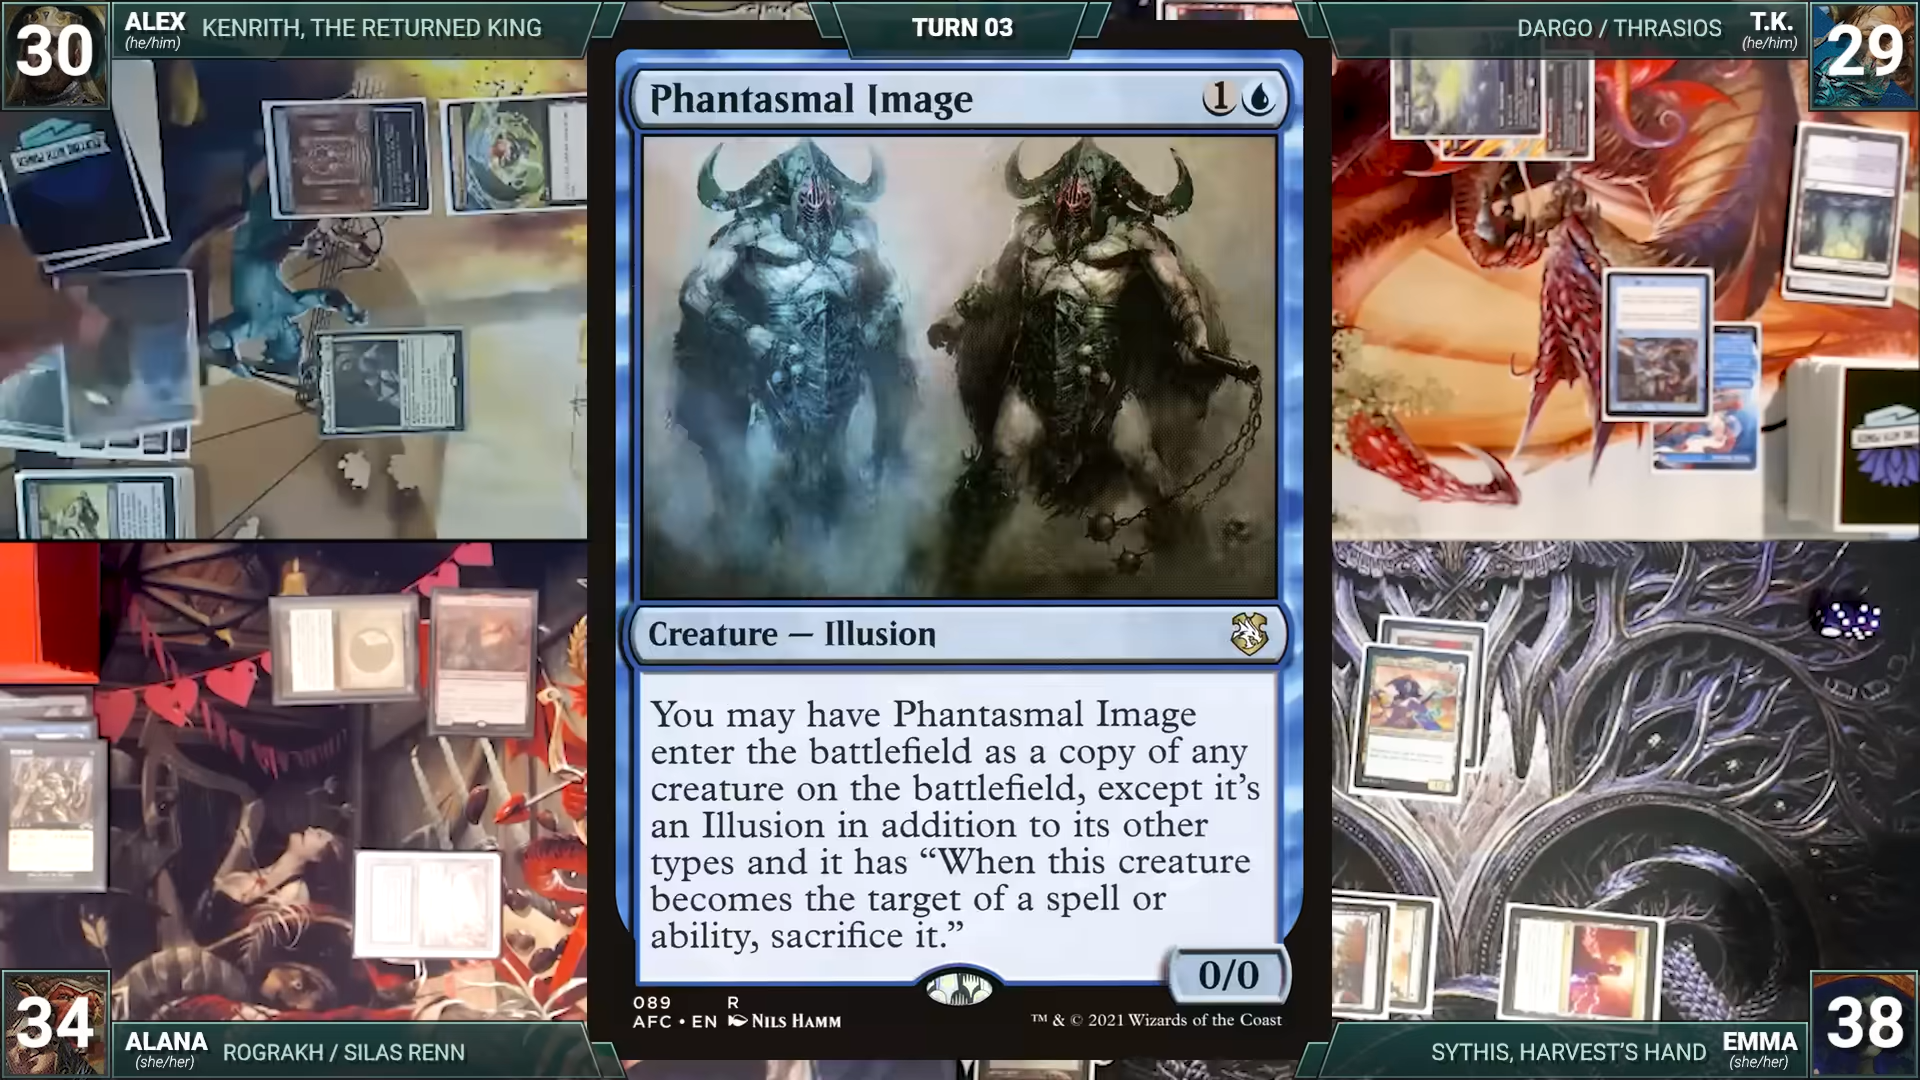 30
ALEX
(he/him)
KENRITH, THE RETURNED KING
TURN 03
DARGO / THRASIOS
T.K.
(he/him)
29
Phantasmal Image
1
Creature — Illusion
You may have Phantasmal Image
enter the battlefield as a copy of any
creature on the battlefield, except it's
an Illusion in addition to its other
types and it has “When this creature
becomes the target of a spell or
ability, sacrifice it.”
0/0
089 R
AFC • EN NILS HAMM
™ & © 2021 Wizards of the Coast
34
ALANA
(she/her)
ROGRAKH / SILAS RENN
SYTHIS, HARVEST'S HAND
EMMA
(she/her)
38